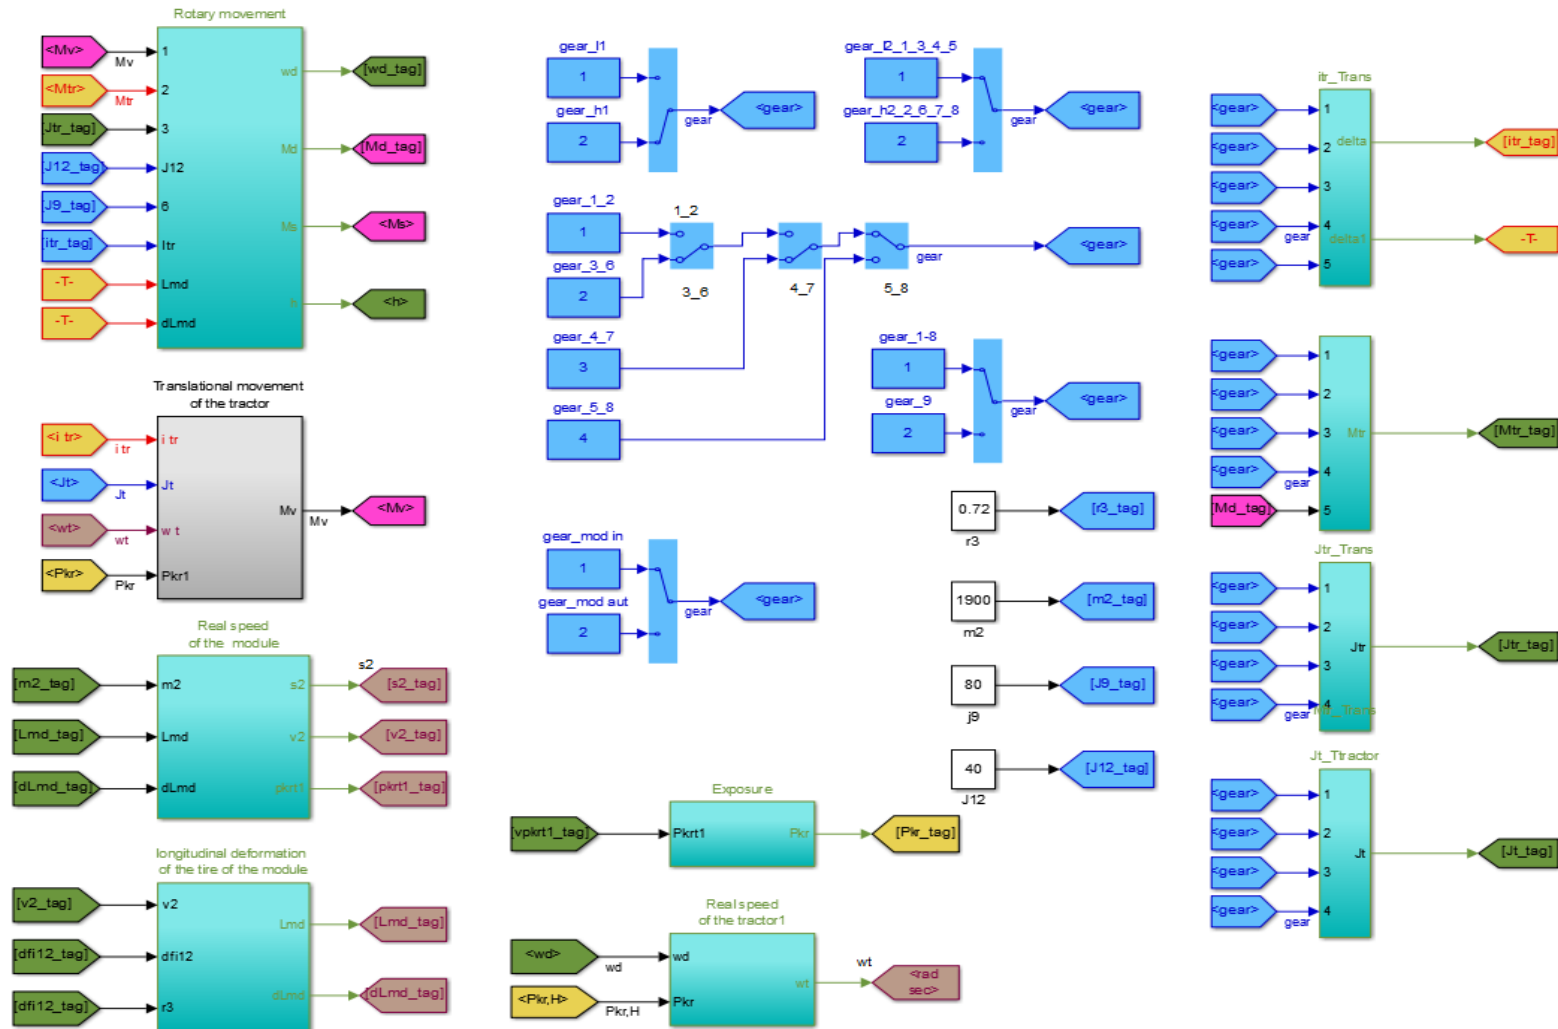 Rotary movement
<Mv>
Mv
1
<Mtr>
Mtr
2
[Jtr_tag]
3
[J12_tag]
J12
[J9_tag]
6
[itr_tag]
Itr
-T-
Lmd
-T-
dLmd
wd
[wd_tag]
Md
[Md_tag]
Ms
<Ms>
h
<h>
Translational movement
of the tractor
<i tr>
i tr
i tr
<Jt>
Jt
Jt
<wt>
wt
w t
<Pkr>
Pkr
Pkr1
Mv
Mv
<Mv>
Real speed
of the module
[m2_tag]
m2
[Lmd_tag]
Lmd
[dLmd_tag]
dLmd
s2
s2
[s2_tag]
v2
[v2_tag]
pkrt1
[pkrt1_tag]
longitudinal deformation
of the tire of the module
[v2_tag]
v2
[dfi12_tag]
dfi12
[dfi12_tag]
r3
Lmd
[Lmd_tag]
dLmd
[dLmd_tag]
gear_l1
1
gear_h1
2
gear
<gear>
gear_l2_1_3_4_5
1
gear_h2_2_6_7_8
2
gear
<gear>
gear_1_2
1
gear_3_6
2
gear_4_7
3
gear_5_8
4
1_2
3_6
4_7
5_8
gear
<gear>
gear_1-8
1
gear_9
2
gear
<gear>
gear_mod in
1
gear_mod aut
2
gear
<gear>
0.72
r3
[r3_tag]
1900
m2
[m2_tag]
80
j9
[J9_tag]
40
J12
[J12_tag]
Exposure
[vpkrt1_tag]
Pkrt1
Pkr
[Pkr_tag]
Real speed
of the tractor1
<wd>
wd
wd
<Pkr,H>
Pkr,H
Pkr
wt
wt
<rad
sec>
itr_Trans
<gear>
1
<gear>
2
<gear>
3
<gear>
gear
4
<gear>
5
delta
[itr_tag]
delta1
-T-
<gear>
1
<gear>
2
<gear>
3
<gear>
gear
4
[Md_tag]
5
Mtr
[Mtr_tag]
Jtr_Trans
<gear>
1
<gear>
2
<gear>
3
<gear>
gear
4
Jtr
[Jtr_tag]
Mtr_Trans
Jt_Ttractor
<gear>
1
<gear>
2
<gear>
3
<gear>
gear
4
Jt
[Jt_tag]